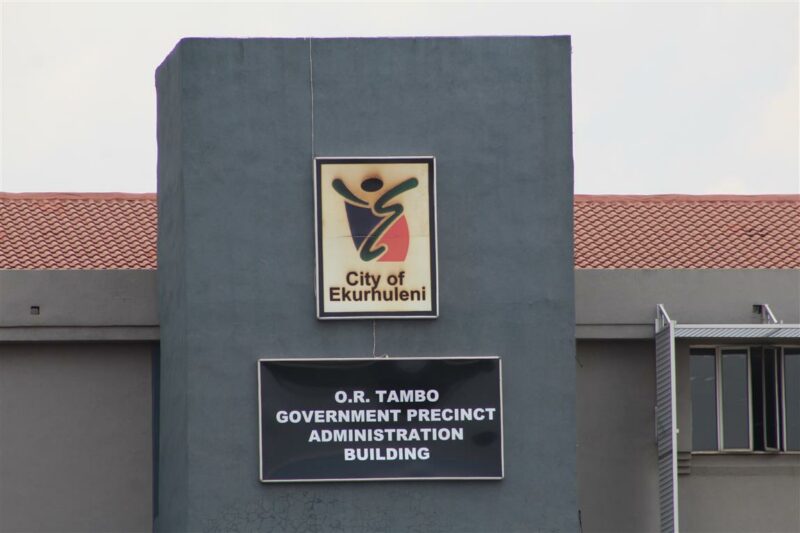 City of
Ekurhuleni
O.R. TAMBO
GOVERNMENT PRECINCT
ADMINISTRATION
BUILDING